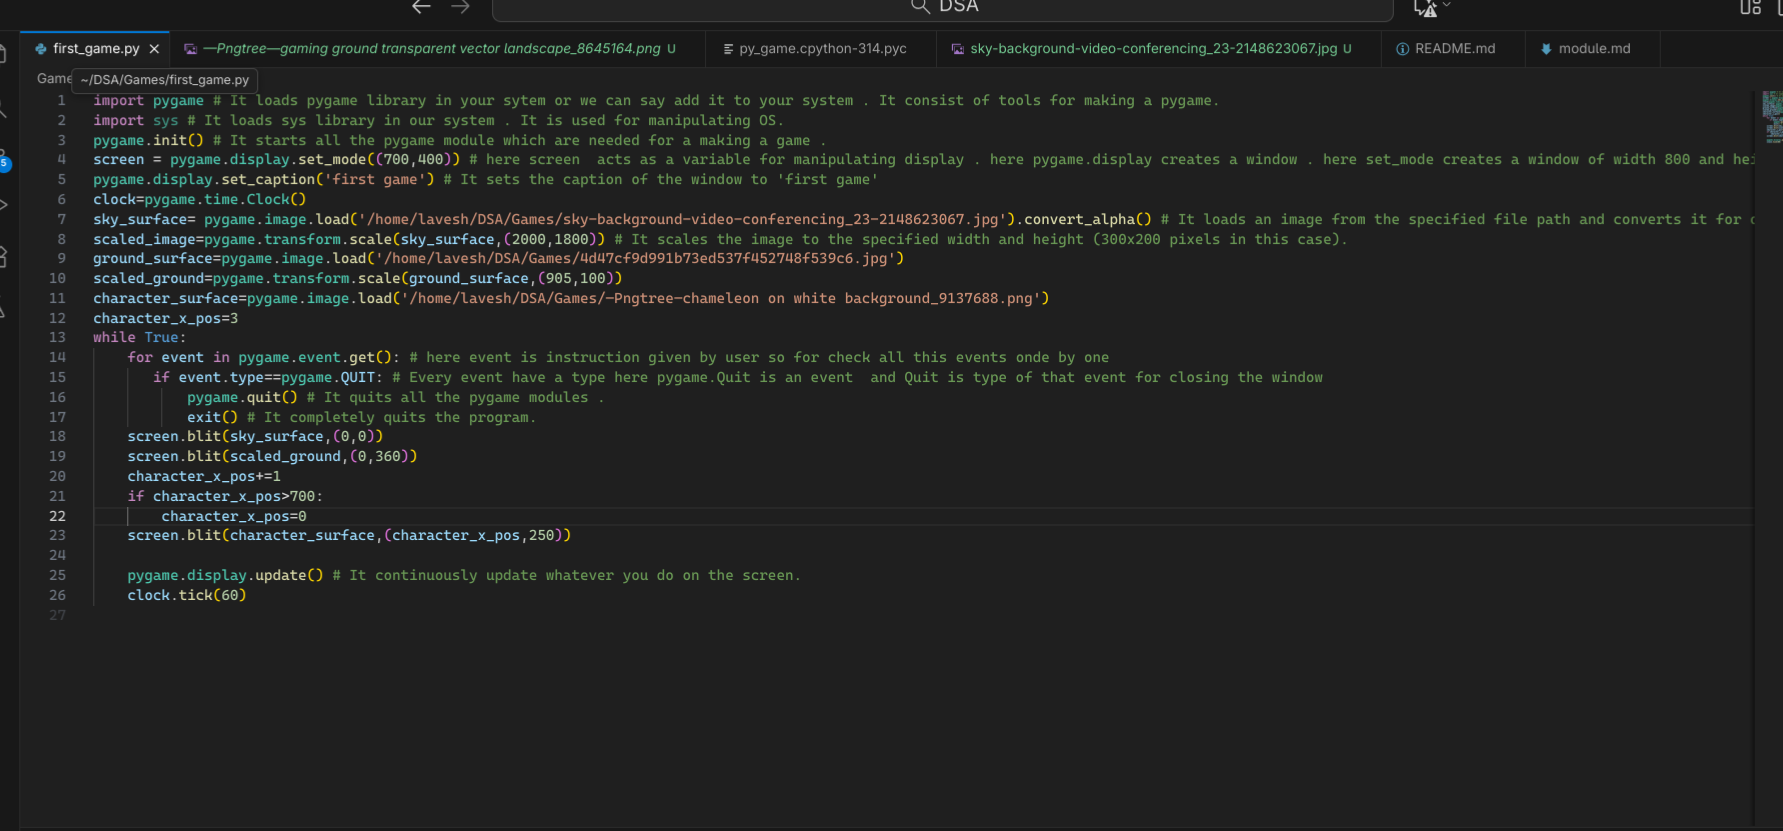 DSA
first_game.py
—Pngtree—gaming ground transparent vector landscape_8645164.png U
py_game.cpython-314.pyc
sky-background-video-conferencing_23-2148623067.jpg U
README.md
module.md
Game
~/DSA/Games/first_game.py
5
1 import pygame # It loads pygame library in your sytem or we can say add it to your system . It consist of tools for making a pygame.
2 import sys # It loads sys library in our system . It is used for manipulating OS.
3 pygame.init() # It starts all the pygame module which are needed for a making a game .
4 screen = pygame.display.set_mode((700,400)) # here screen  acts as a variable for manipulating display . here pygame.display creates a window . here set_mode creates a window of width 800 and hei
5 pygame.display.set_caption('first game') # It sets the caption of the window to 'first game'
6 clock=pygame.time.Clock()
7 sky_surface= pygame.image.load('/home/lavesh/DSA/Games/sky-background-video-conferencing_23-2148623067.jpg').convert_alpha() # It loads an image from the specified file path and converts it for
8 scaled_image=pygame.transform.scale(sky_surface,(2000,1800)) # It scales the image to the specified width and height (300x200 pixels in this case).
9 ground_surface=pygame.image.load('/home/lavesh/DSA/Games/4d47cf9d991b73ed537f452748f539c6.jpg')
10 scaled_ground=pygame.transform.scale(ground_surface,(905,100))
11 character_surface=pygame.image.load('/home/lavesh/DSA/Games/—Pngtree—chameleon on white background_9137688.png')
12 character_x_pos=3
13 while True:
14     for event in pygame.event.get(): # here event is instruction given by user so for check all this events onde by one
15        if event.type==pygame.QUIT: # Every event have a type here pygame.Quit is an event  and Quit is type of that event for closing the window
16            pygame.quit() # It quits all the pygame modules .
17            exit() # It completely quits the program.
18     screen.blit(sky_surface,(0,0))
19     screen.blit(scaled_ground,(0,360))
20     character_x_pos+=1
21     if character_x_pos>700:
22         character_x_pos=0
23     screen.blit(character_surface,(character_x_pos,250))
24
25     pygame.display.update() # It continuously update whatever you do on the screen.
26     clock.tick(60)
27